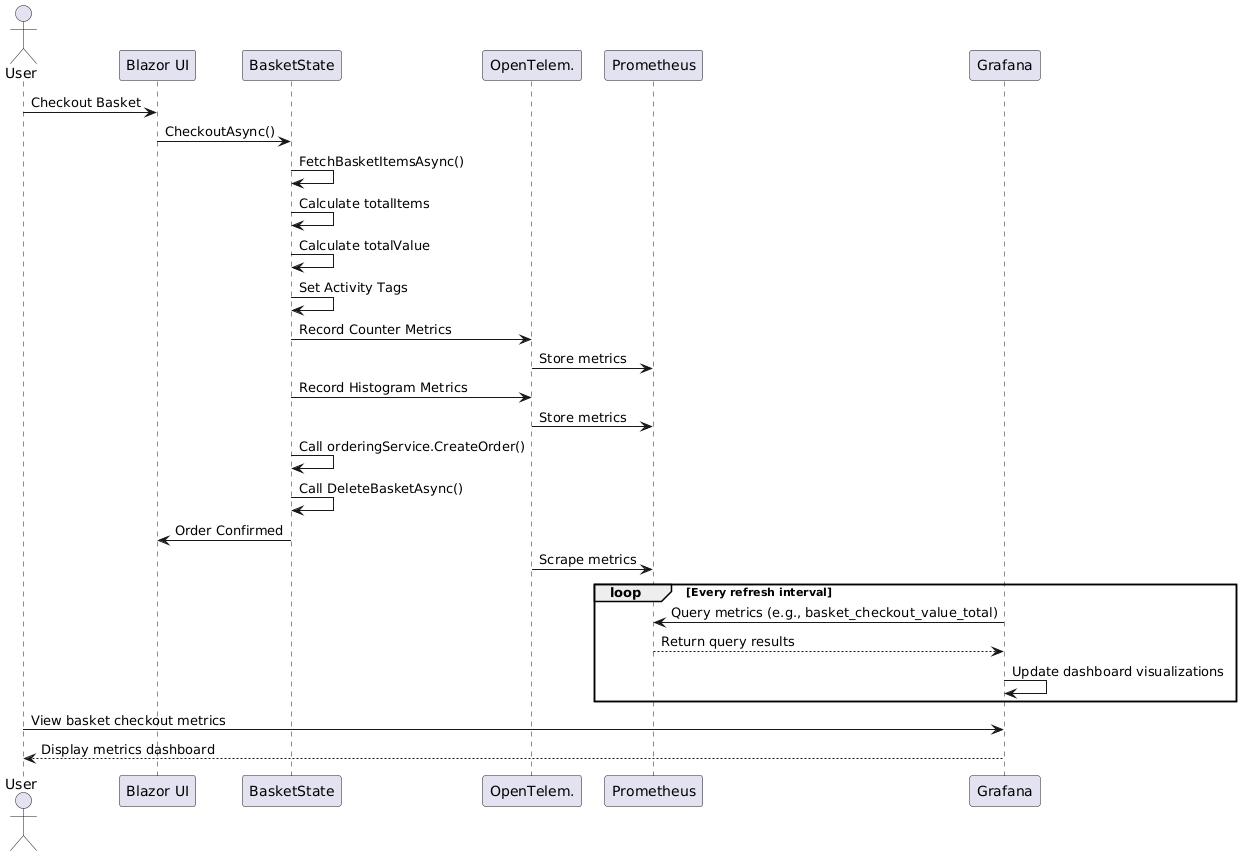 User
Blazor UI
BasketState
OpenTelem.
Prometheus
Grafana
Checkout Basket
CheckoutAsync()
FetchBasketItemsAsync()
Calculate totalItems
Calculate totalValue
Set Activity Tags
Record Counter Metrics
Store metrics
Record Histogram Metrics
Store metrics
Call orderingService.CreateOrder()
Call DeleteBasketAsync()
Order Confirmed
Scrape metrics
loop
[Every refresh interval]
Query metrics (e.g., basket_checkout_value_total)
Return query results
Update dashboard visualizations
View basket checkout metrics
Display metrics dashboard
User
Blazor UI
BasketState
OpenTelem.
Prometheus
Grafana